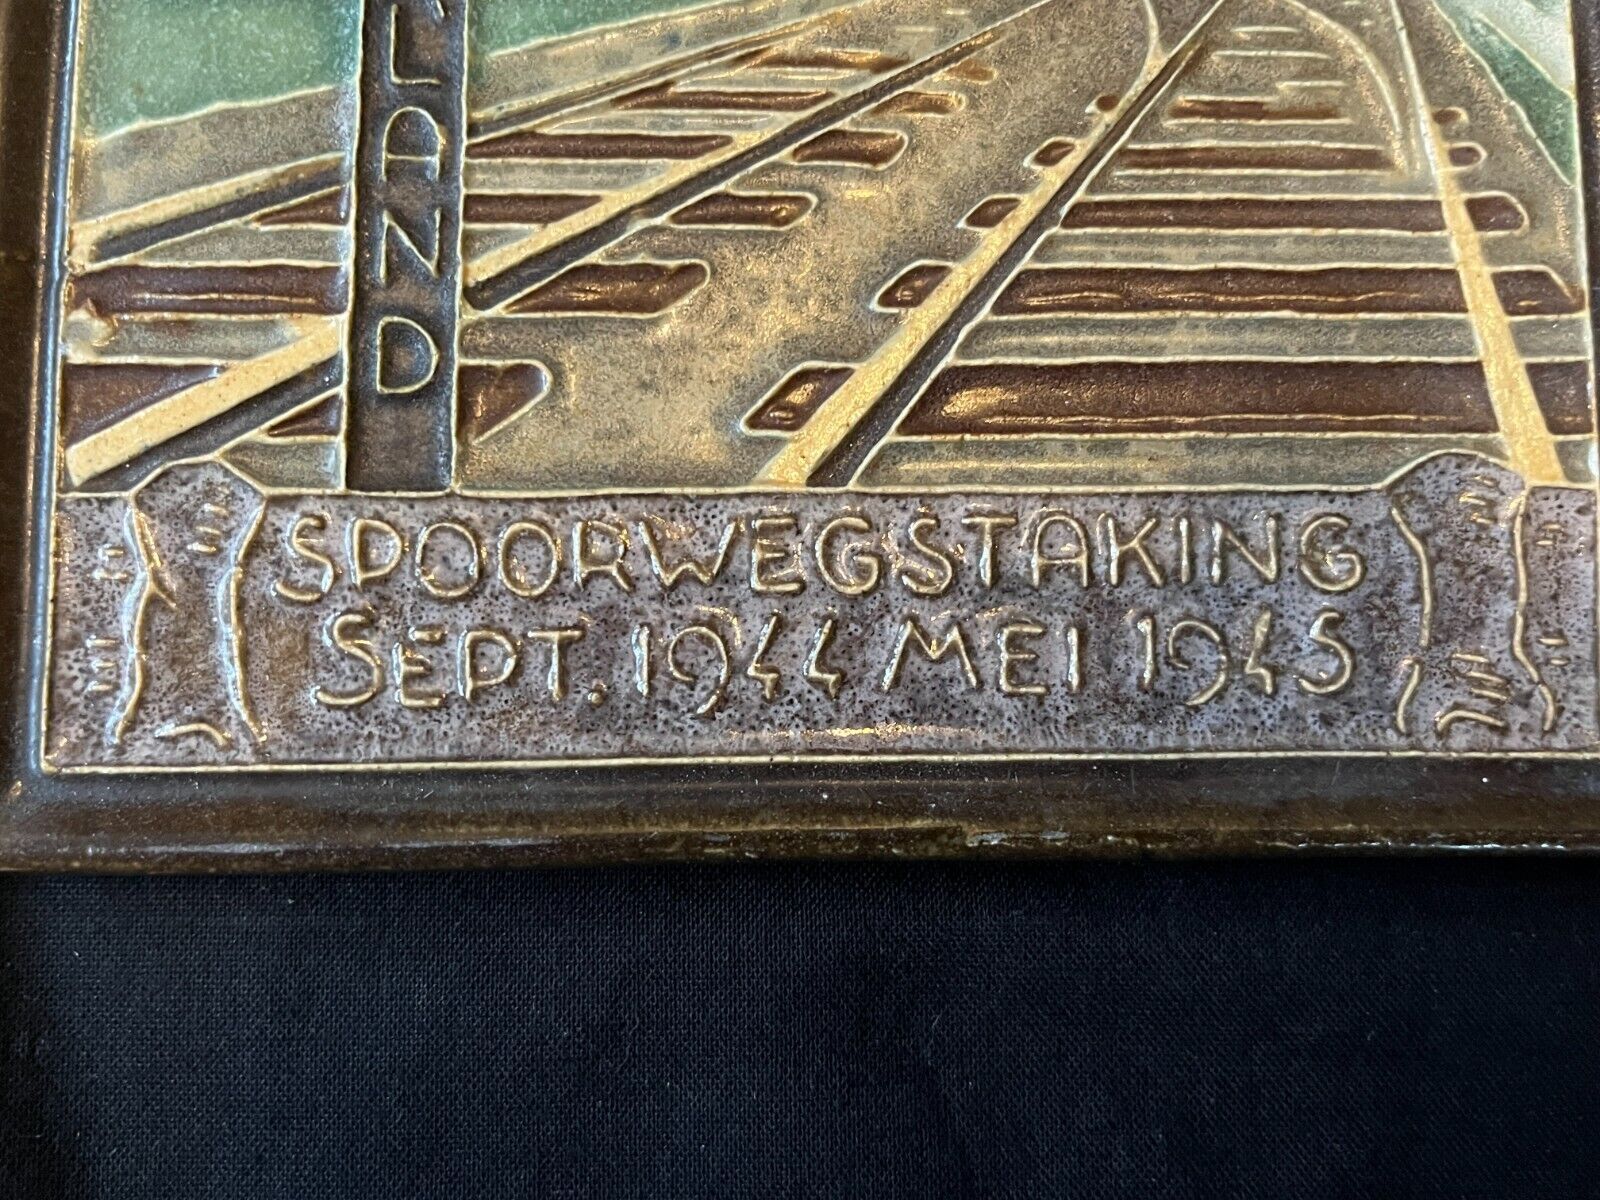 LAND
SPOORWEGSTAKING
SEPT. 1944 MEI 1945